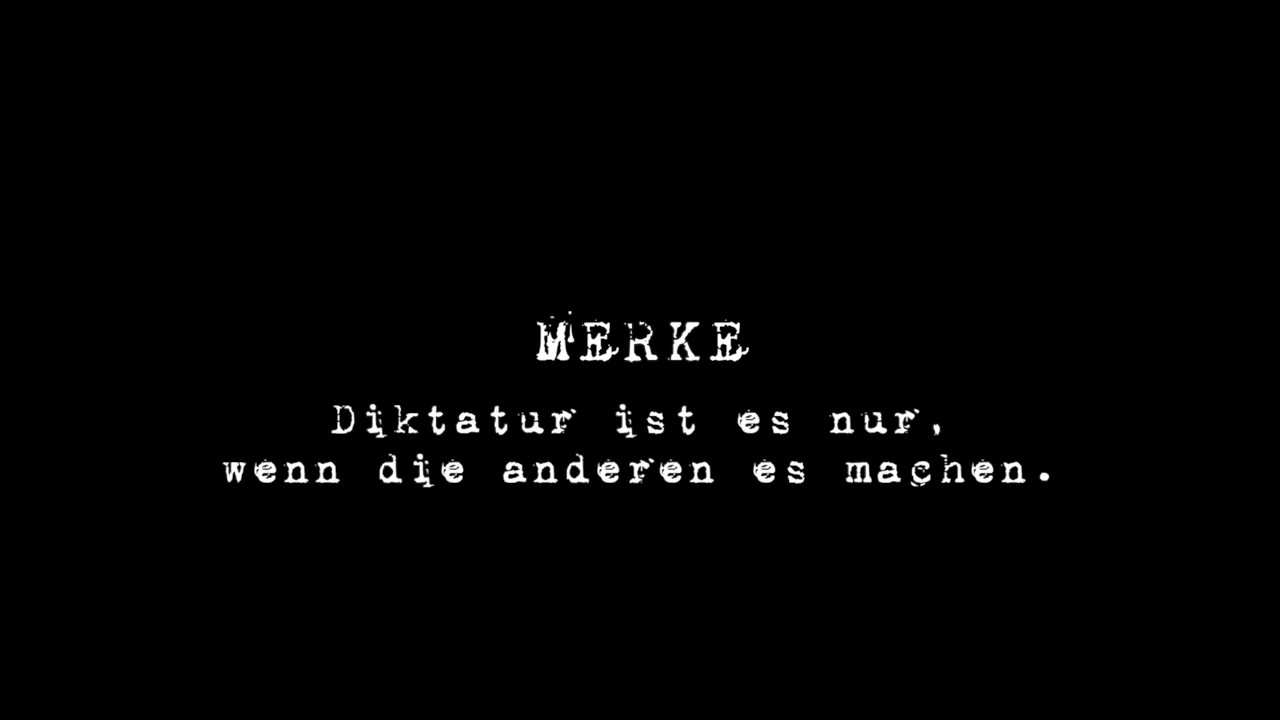 MERKE
Diktatur ist es nur,
wenn die anderen es machen.